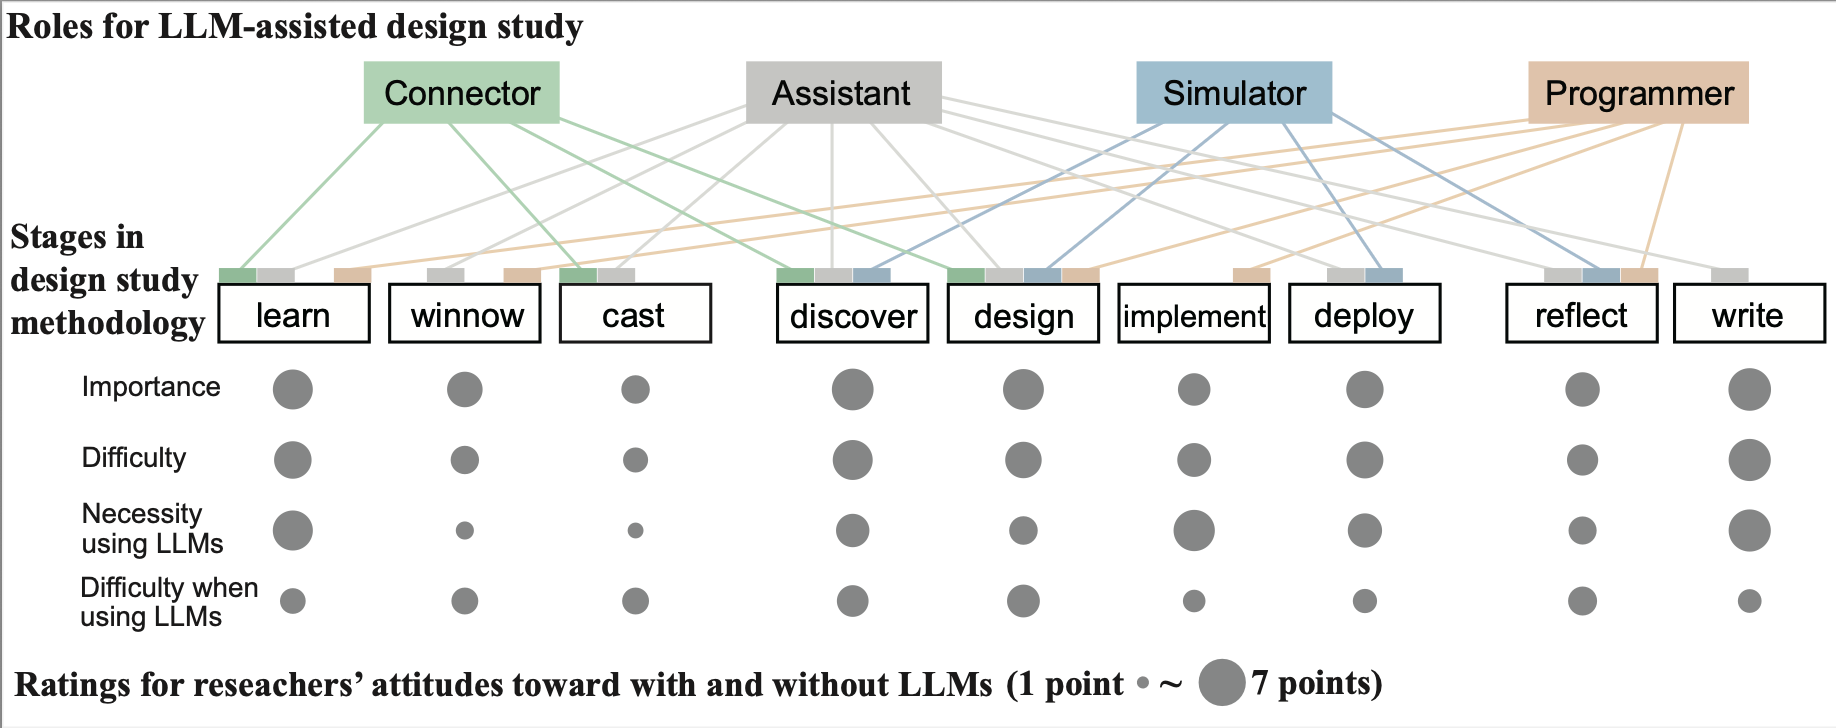 Roles for LLM-assisted design study
Connector
Assistant
Simulator
Programmer
Stages in
design study
methodology
learn
winnow
cast
discover
design
implement
deploy
reflect
write
Importance
Difficulty
Necessity
using LLMs
Difficulty when
using LLMs
Ratings for reseachers’ attitudes toward with and without LLMs (1 point ~ 7 points)